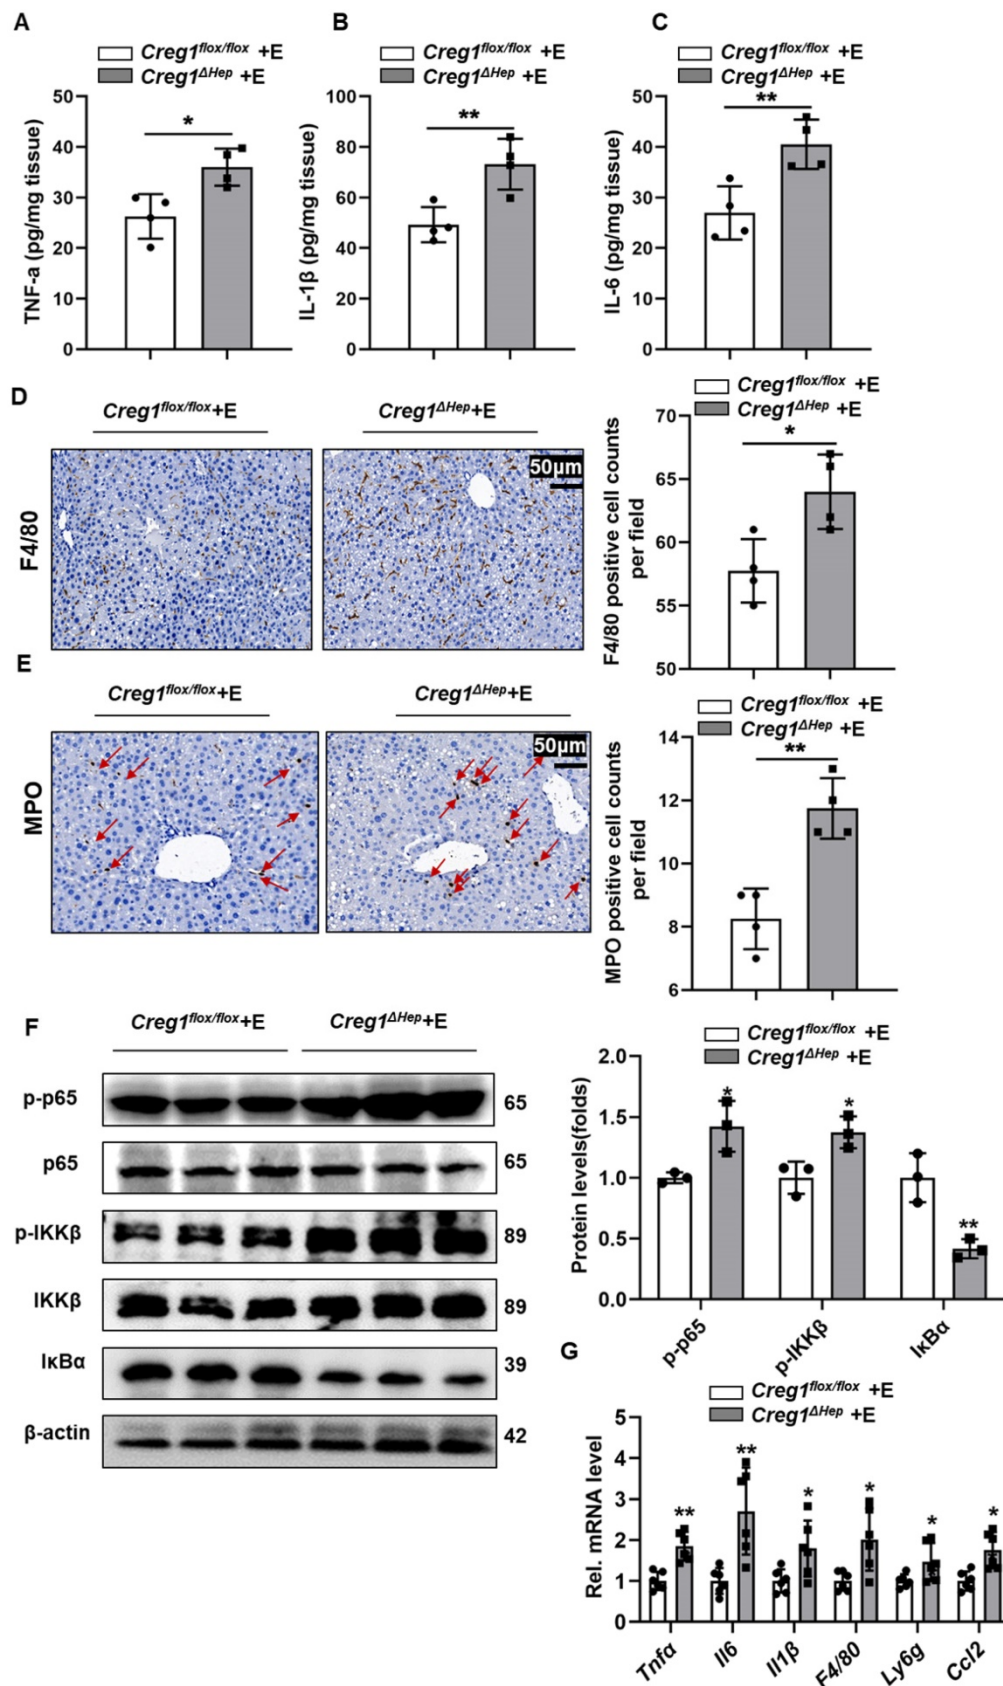 A
Creg1flox/flox +E
Creg1ΔHep +E
TNF-a (pg/mg tissue)
50
40
30
20
10
0
*
B
Creg1flox/flox +E
Creg1ΔHep +E
IL-1β (pg/mg tissue)
100
80
60
40
20
0
**
C
Creg1flox/flox +E
Creg1ΔHep +E
IL-6 (pg/mg tissue)
50
40
30
20
10
0
**
D
Creg1flox/flox+E
Creg1ΔHep+E
F4/80
50μm
Creg1flox/flox +E
Creg1ΔHep +E
F4/80 positive cell counts
per field
70
65
60
55
50
*
E
Creg1flox/flox+E
Creg1ΔHep+E
MPO
50μm
Creg1flox/flox +E
Creg1ΔHep +E
MPO positive cell counts
per field
14
12
10
8
6
**
F
Creg1flox/flox+E
Creg1ΔHep+E
p-p65
65
p65
65
p-IKKβ
89
IKKβ
89
IκBα
39
β-actin
42
Creg1flox/flox +E
Creg1ΔHep +E
Protein levels(folds)
2.0
1.5
1.0
0.5
0.0
*
*
**
p-p65
p-IKKβ
IκBα
G
Creg1flox/flox +E
Creg1ΔHep +E
Rel. mRNA level
5
4
3
2
1
0
**
**
*
*
*
*
Tnfα
Il6
Il1β
F4/80
Ly6g
Ccl2